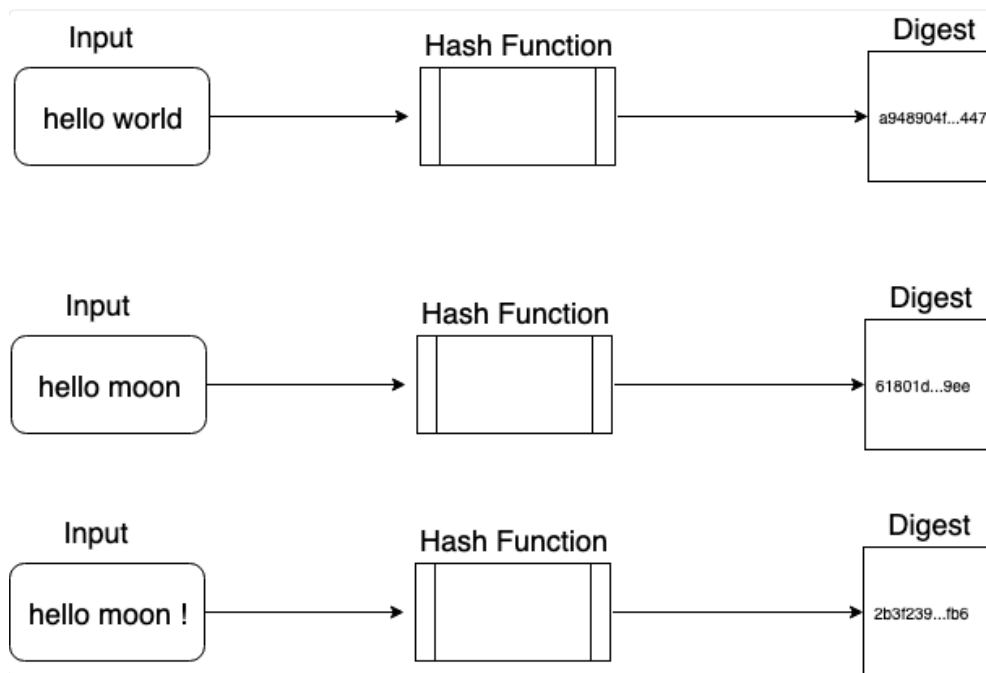 Input
Hash Function
Digest
hello world
a948904f...447
Input
Hash Function
Digest
hello moon
61801d...9ee
Input
Hash Function
Digest
hello moon !
2b3f239...fb6